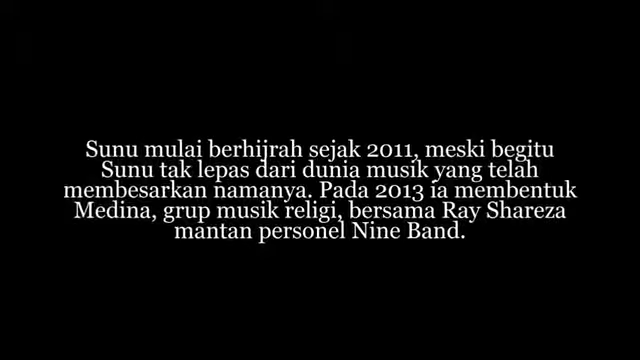 Sunu mulai berhijrah sejak 2011, meski begitu
Sunu tak lepas dari dunia musik yang telah
membesarkan namanya. Pada 2013 ia membentuk
Medina, grup musik religi, bersama Ray Shareza
mantan personel Nine Band.